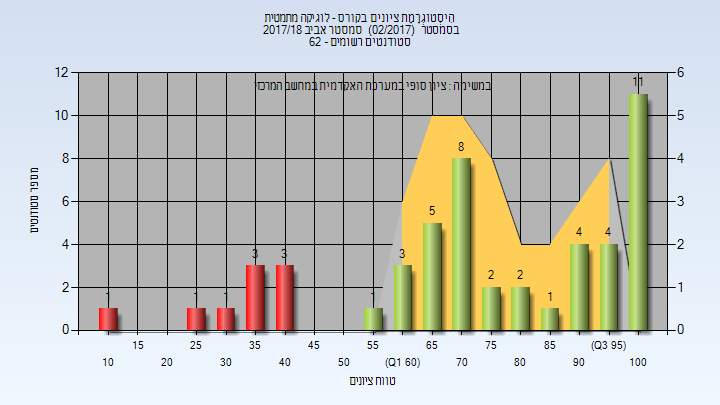 היסטוגרמת ציונים בקורס - לוגיקה מתמטית
בסמסטר (02/2017) סמסטר אביב 2017/18
סטודנטים רשומים - 62
במשימה : ציון סופי במערכת האקדמית במחשב המרכזי
מספר סטודנטים
12 10 8 6 4 2 0
6 5 4 3 2 1 0
1 1 1 3 3 1 3 5 8 2 2 1 4 4 11
15 25 35 45 55 65 75 85 (Q3 95)
10 20 30 40 50 (Q1 60) 70 80 90 100
טווח ציונים